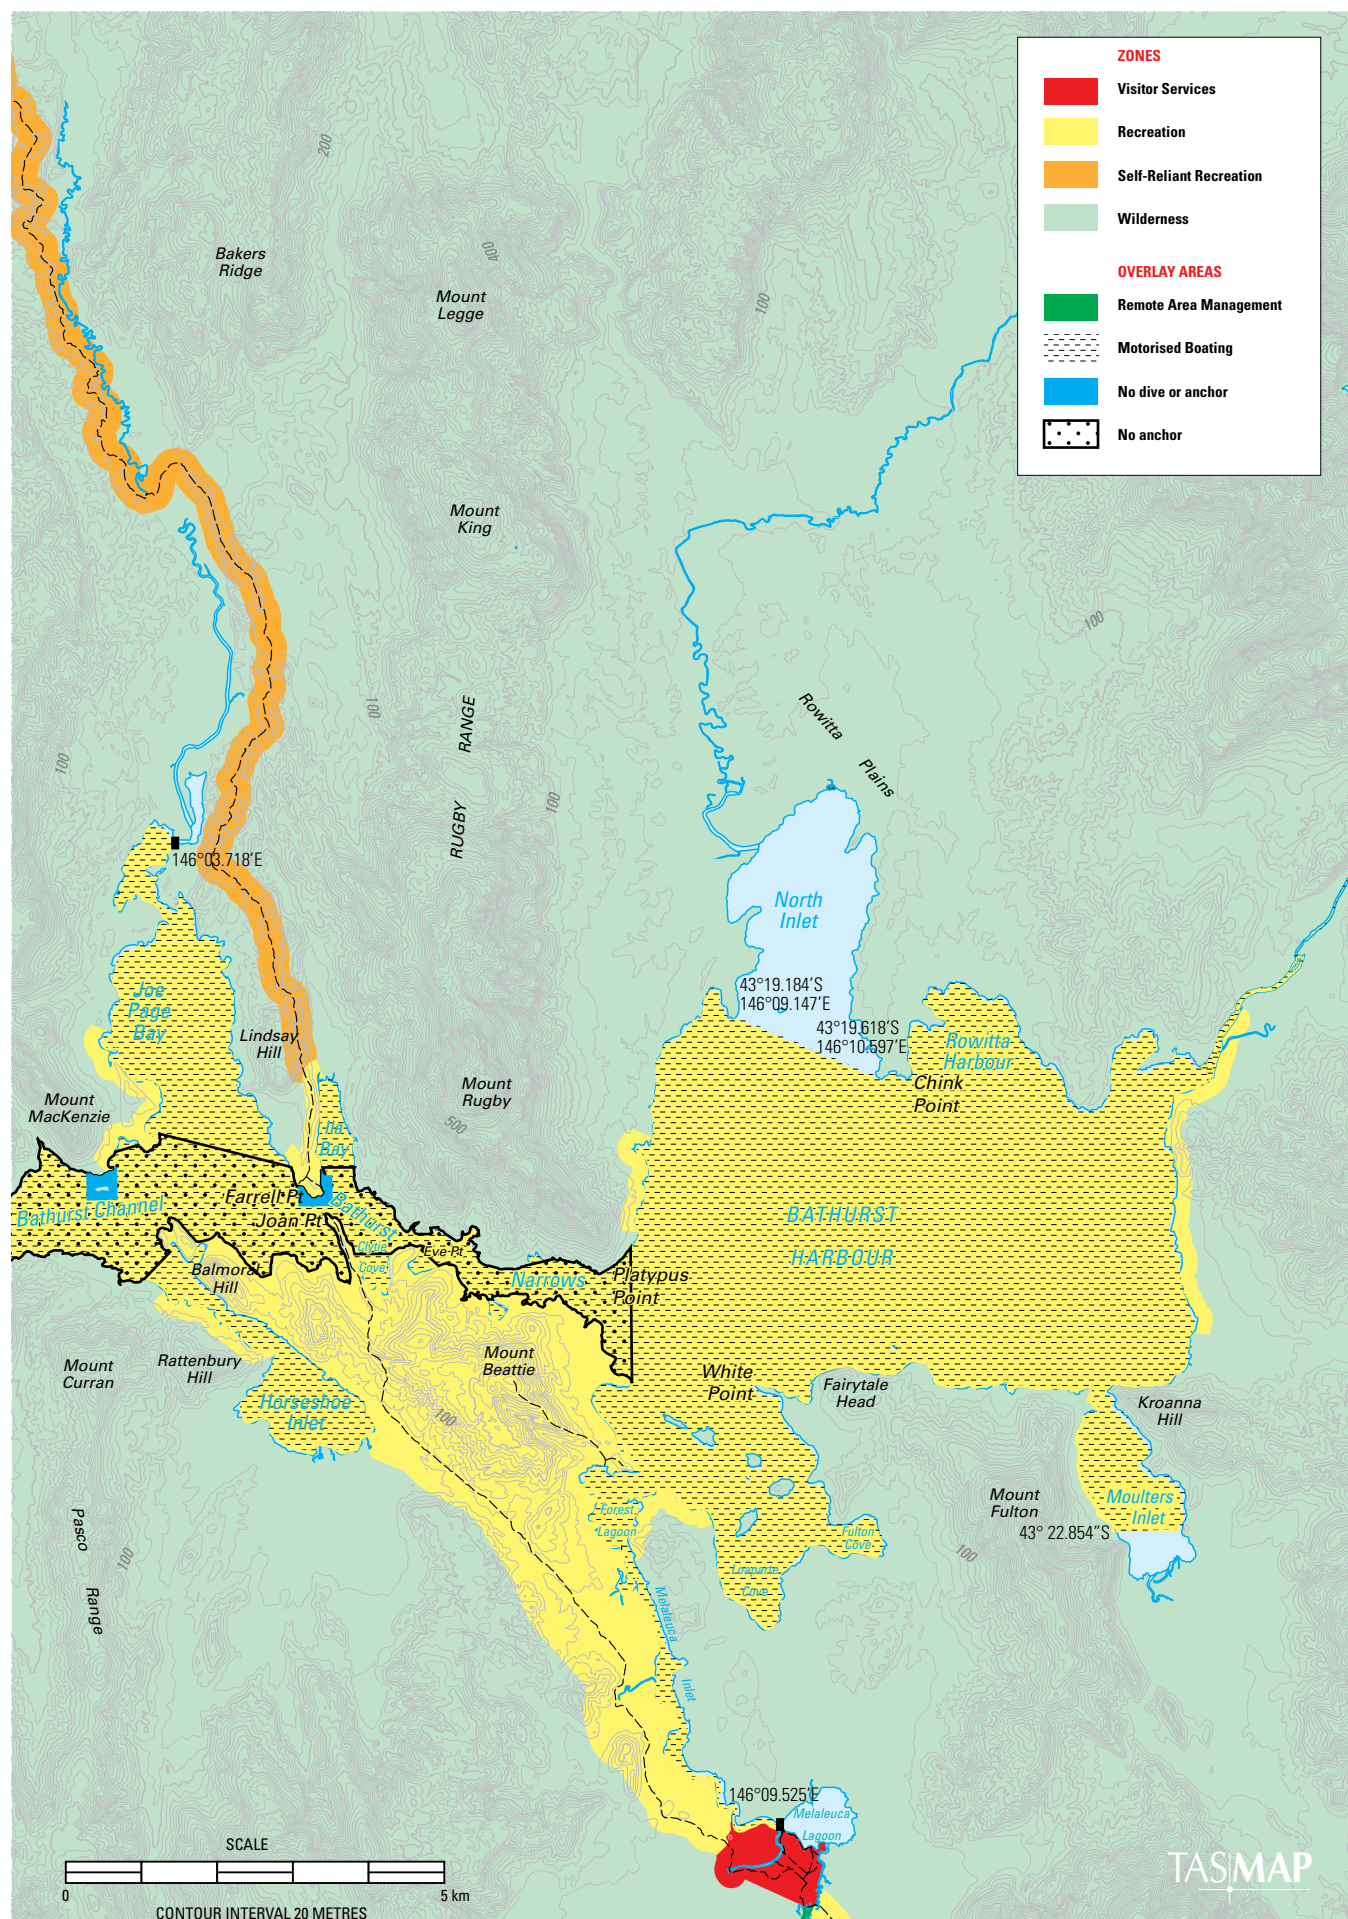 ZONES
Visitor Services
Recreation
Self-Reliant Recreation
Wilderness
OVERLAY AREAS
Remote Area Management
Motorised Boating
No dive or anchor
No anchor
200
Bakers
Ridge
400
Mount
Legge
100
Mount
King
100
RUGBY RANGE
100
100
100
Rowitta
Plains
146°03.718'E
North
Inlet
43°19.184'S
146°09.147'E
43°19.618'S
146°10.597'E
Joe
Page
Bay
Lindsay
Hill
Rowitta
Harbour
Chink
Point
Mount
MacKenzie
Mount
Rugby
500
Ila
Bay
Farrell Pt
Bathurst Channel
Joan Pt
Bathurst
Narrows
Clytie
Cove
Eve Pt
BATHURST
HARBOUR
Platypus
Point
Balmoral
Hill
Mount
Curran
Rattenbury
Hill
Mount
Beattie
White
Point
Fairytale
Head
Kroanna
Hill
Horseshoe
Inlet
100
Mount
Fulton
Moulters
Inlet
43° 22.854"S
Forest
Lagoon
Fulton
Cove
Pasco
Range
100
100
Cove
Melaleuca
Inlet
146°09.525'E
Melaleuca
Lagoon
SCALE
0
5 km
CONTOUR INTERVAL 20 METRES
TASMAP